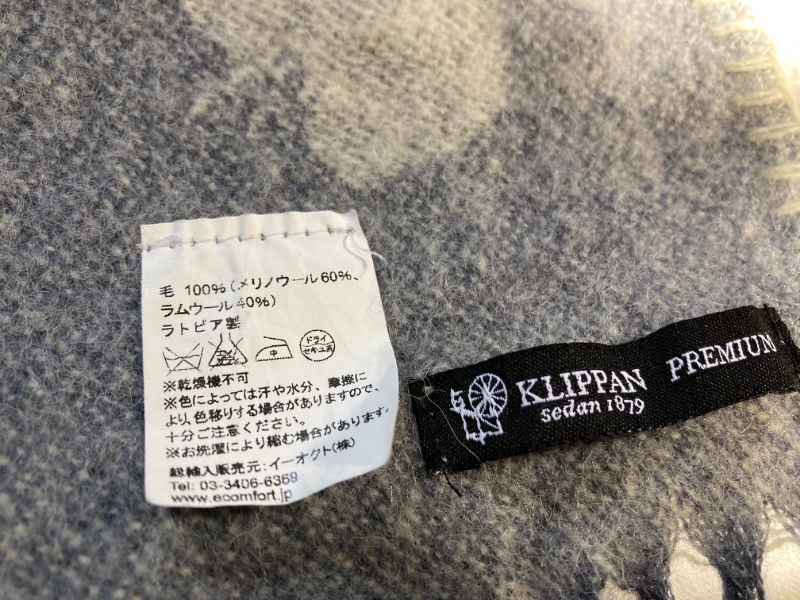 毛 100%(メリノウール60%、
ラムウール40%)
ラトビア製
中
ドライ
セキユ系
※乾燥機不可
※色によっては汗や水分、摩擦に
より、色移りする場合がありますので、
十分ご注意ください。
※お洗濯により縮む場合があります。
総輸入販売元:イーオクト(株)
Tel: 03-3406-6369
www.ecomfort.jp
KLIPPAN PREMIUN
sedan 1879